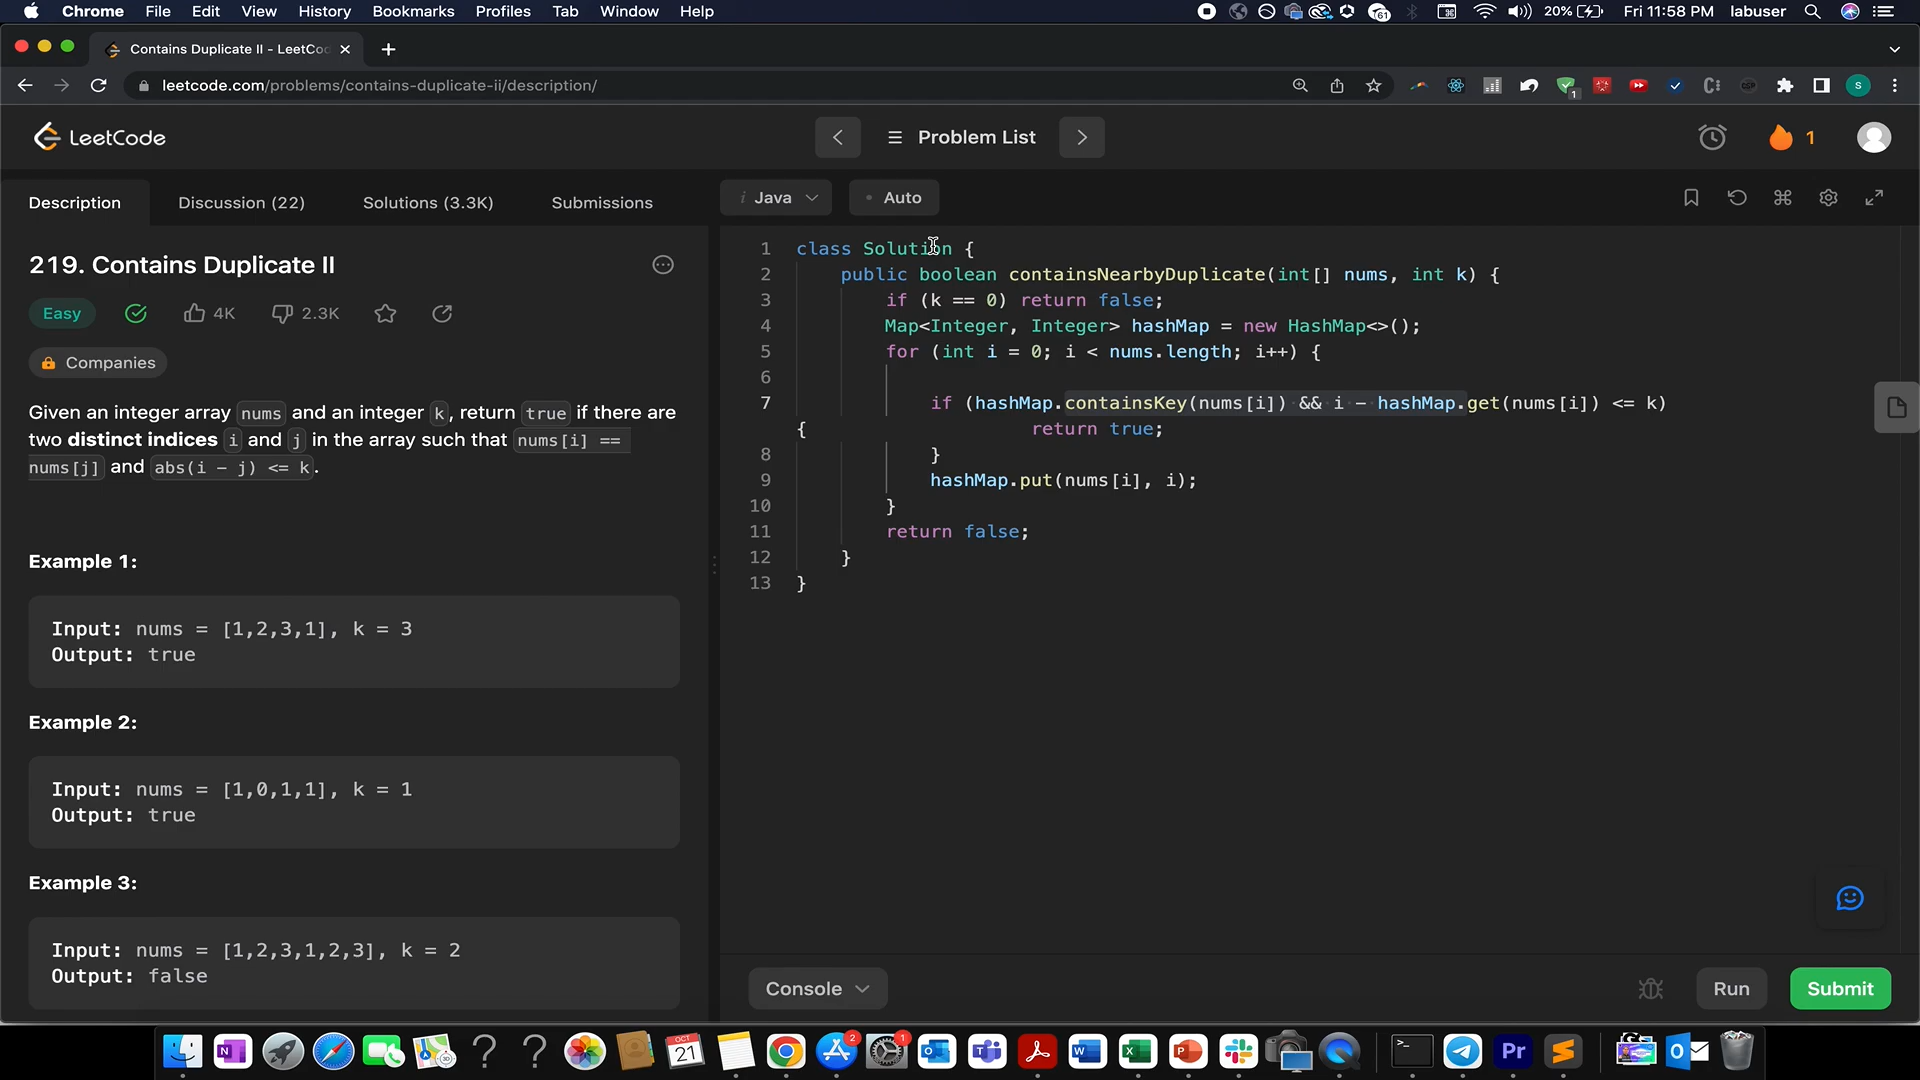 Chrome File Edit View History Bookmarks Profiles Tab Window Help 61 20% Fri 11:58 PM labuser
Contains Duplicate II - LeetCo
leetcode.com/problems/contains-duplicate-ii/description/ 1 S
LeetCode Problem List 1
Description Discussion (22) Solutions (3.3K) Submissions
i Java • Auto
219. Contains Duplicate II
Easy 4K 2.3K
Companies
Given an integer array nums and an integer k, return true if there are
two distinct indices i and j in the array such that nums[i] ==
nums[j] and abs(i - j) <= k.
Example 1:
Input: nums = [1,2,3,1], k = 3
Output: true
Example 2:
Input: nums = [1,0,1,1], k = 1
Output: true
Example 3:
Input: nums = [1,2,3,1,2,3], k = 2
Output: false
1 class Solution {
2 public boolean containsNearbyDuplicate(int[] nums, int k) {
3 if (k == 0) return false;
4 Map<Integer, Integer> hashMap = new HashMap<>();
5 for (int i = 0; i < nums.length; i++) {
6
7 if (hashMap.containsKey(nums[i]) && i - hashMap.get(nums[i]) <= k)
{ return true;
8 }
9 hashMap.put(nums[i], i);
10 }
11 return false;
12 }
13 }
Console Run Submit
OCT
21
2
1
Pr